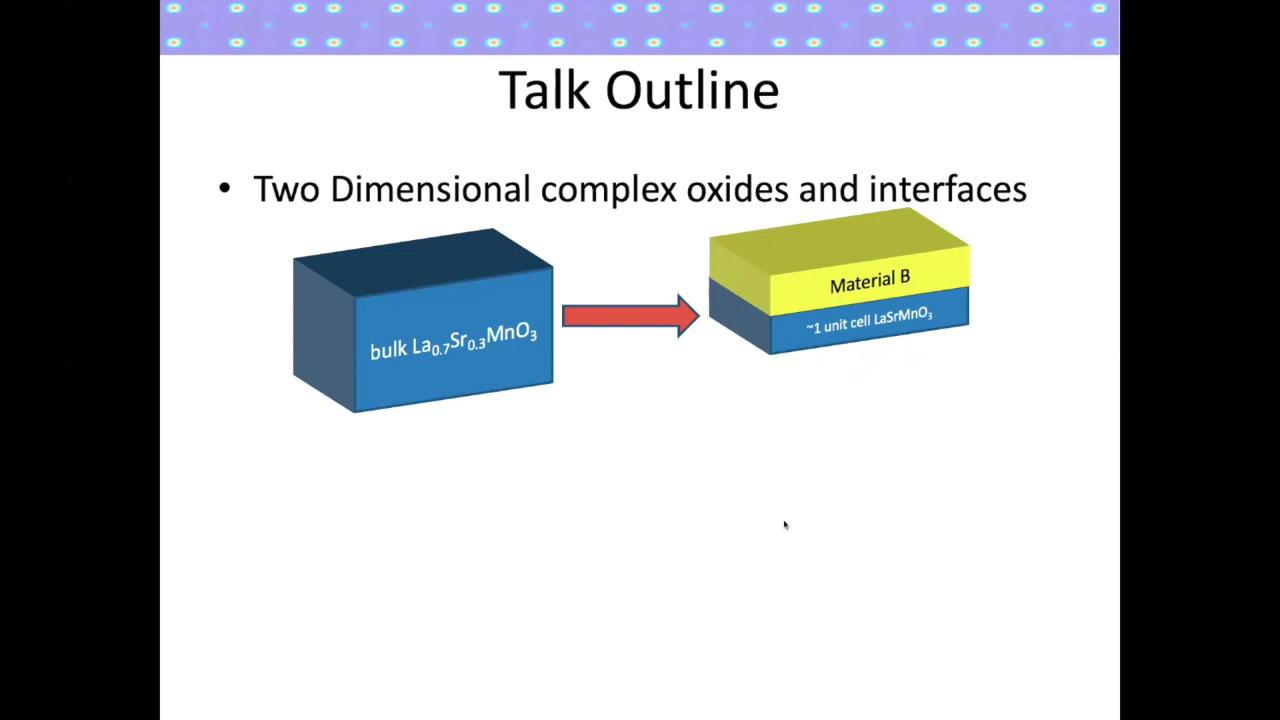 Talk Outline
• Two Dimensional complex oxides and interfaces
bulk La₀.₇Sr₀.₃MnO₃
Material B
~1 unit cell LaSrMnO₃